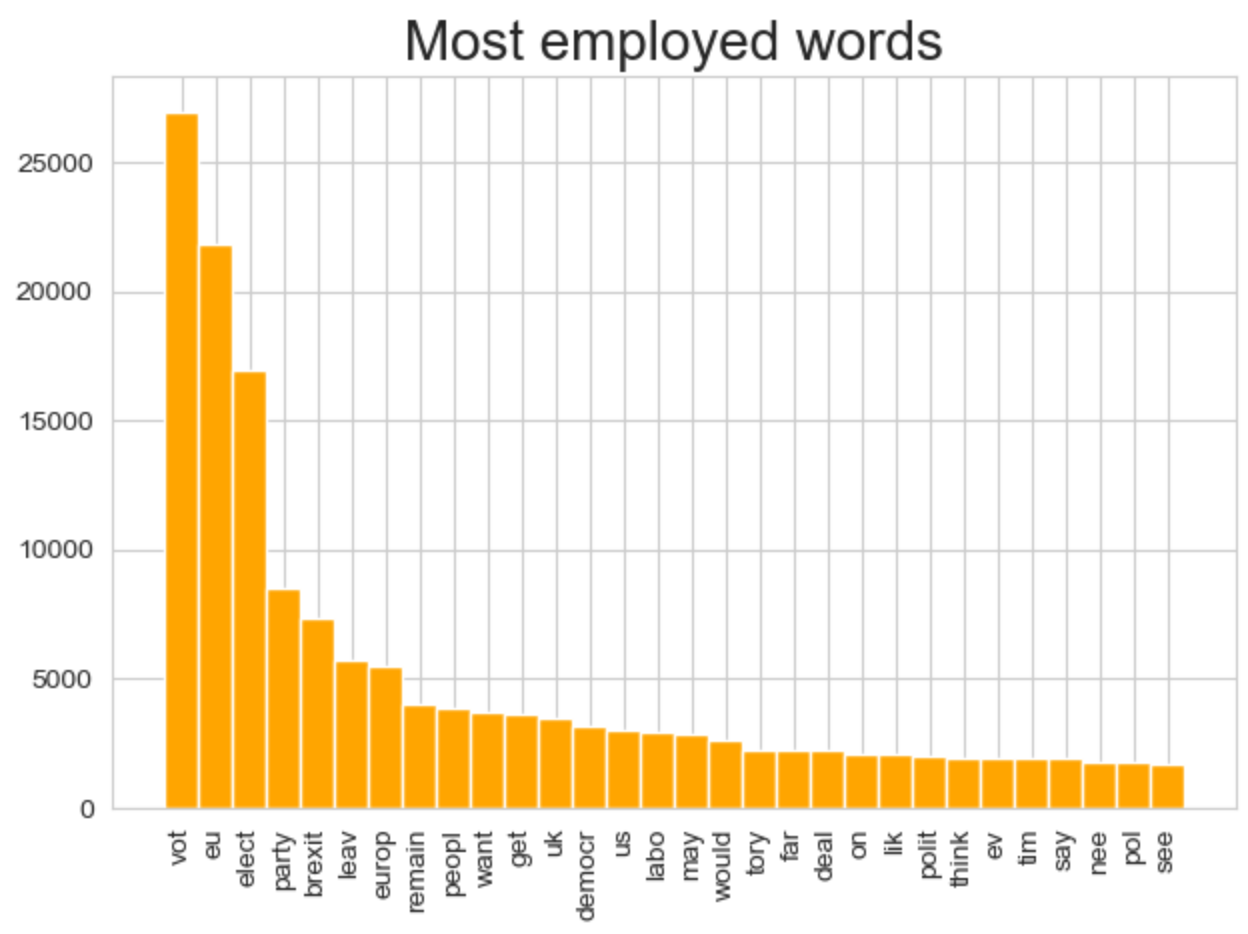 Most employed words
25000
20000
15000
10000
5000
0
vot
eu
elect
party
brexit
leav
europ
remain
peopl
want
get
uk
democr
us
labo
may
would
tory
far
deal
on
lik
polit
think
ev
tim
say
nee
pol
see